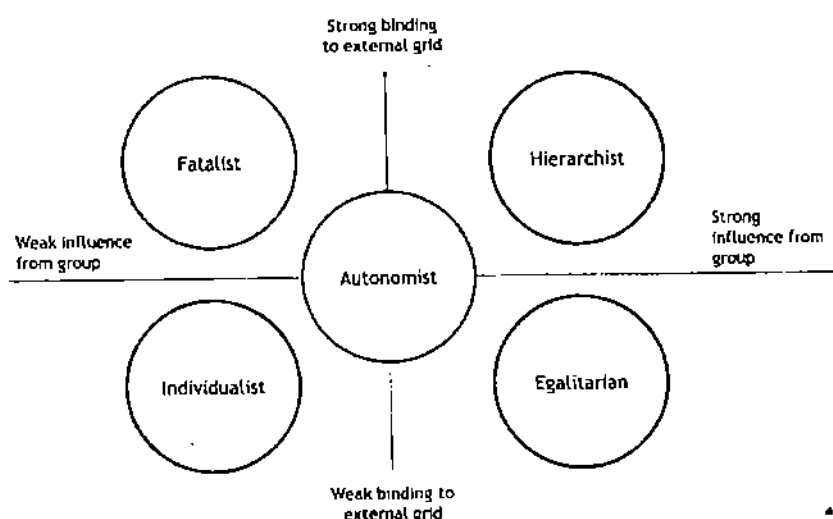 Strong binding
to external grid
Fatalist
Hierarchist
Weak influence
from group
Strong
influence from
group
Autonomist
Individualist
Egalitarian
Weak binding to
external grid